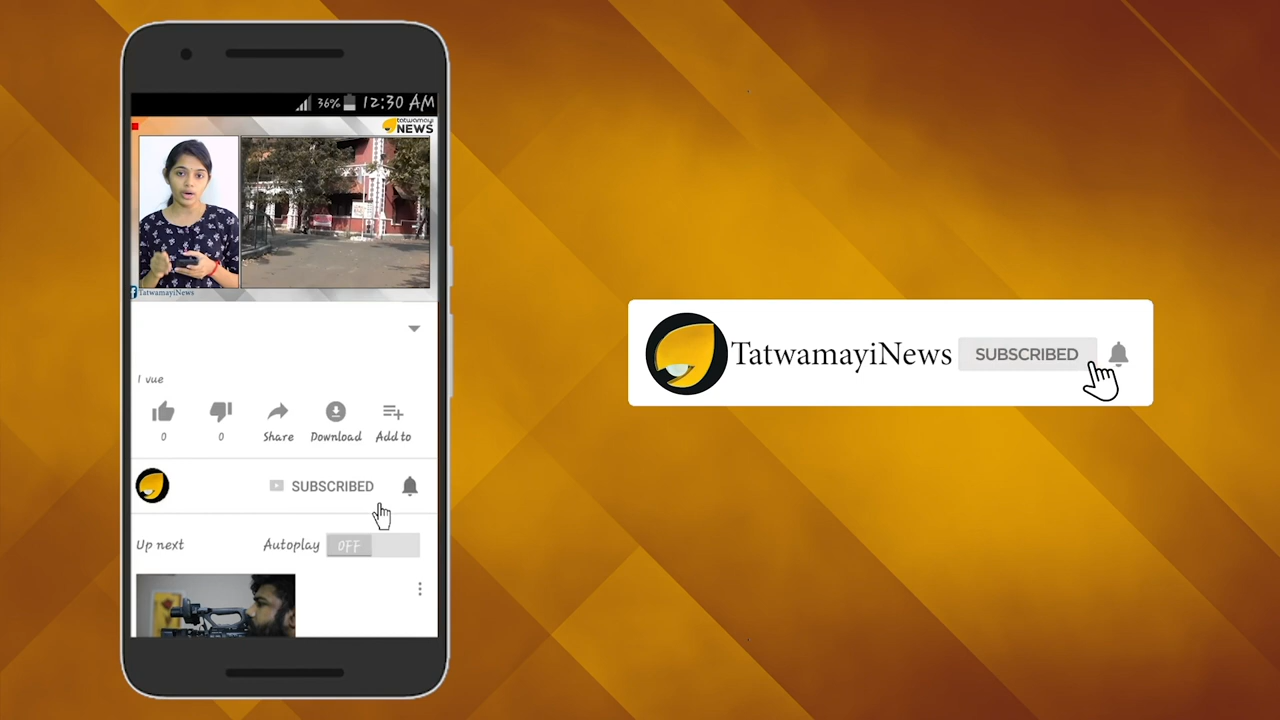 36% 12:30 AM
tatwamayi
NEWS
TatwamayiNews
1 vue
0
0
Share
Download
Add to
SUBSCRIBED
Up next
Autoplay
OFF
TatwamayiNews
SUBSCRIBED